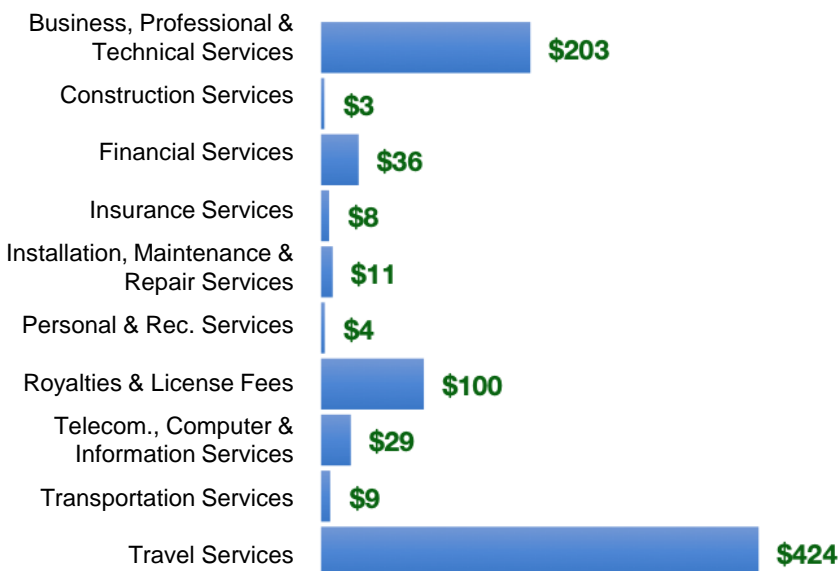 Business, Professional &
Technical Services
$203
Construction Services
$3
Financial Services
$36
Insurance Services
$8
Installation, Maintenance &
Repair Services
$11
Personal & Rec. Services
$4
Royalties & License Fees
$100
Telecom., Computer &
Information Services
$29
Transportation Services
$9
Travel Services
$424